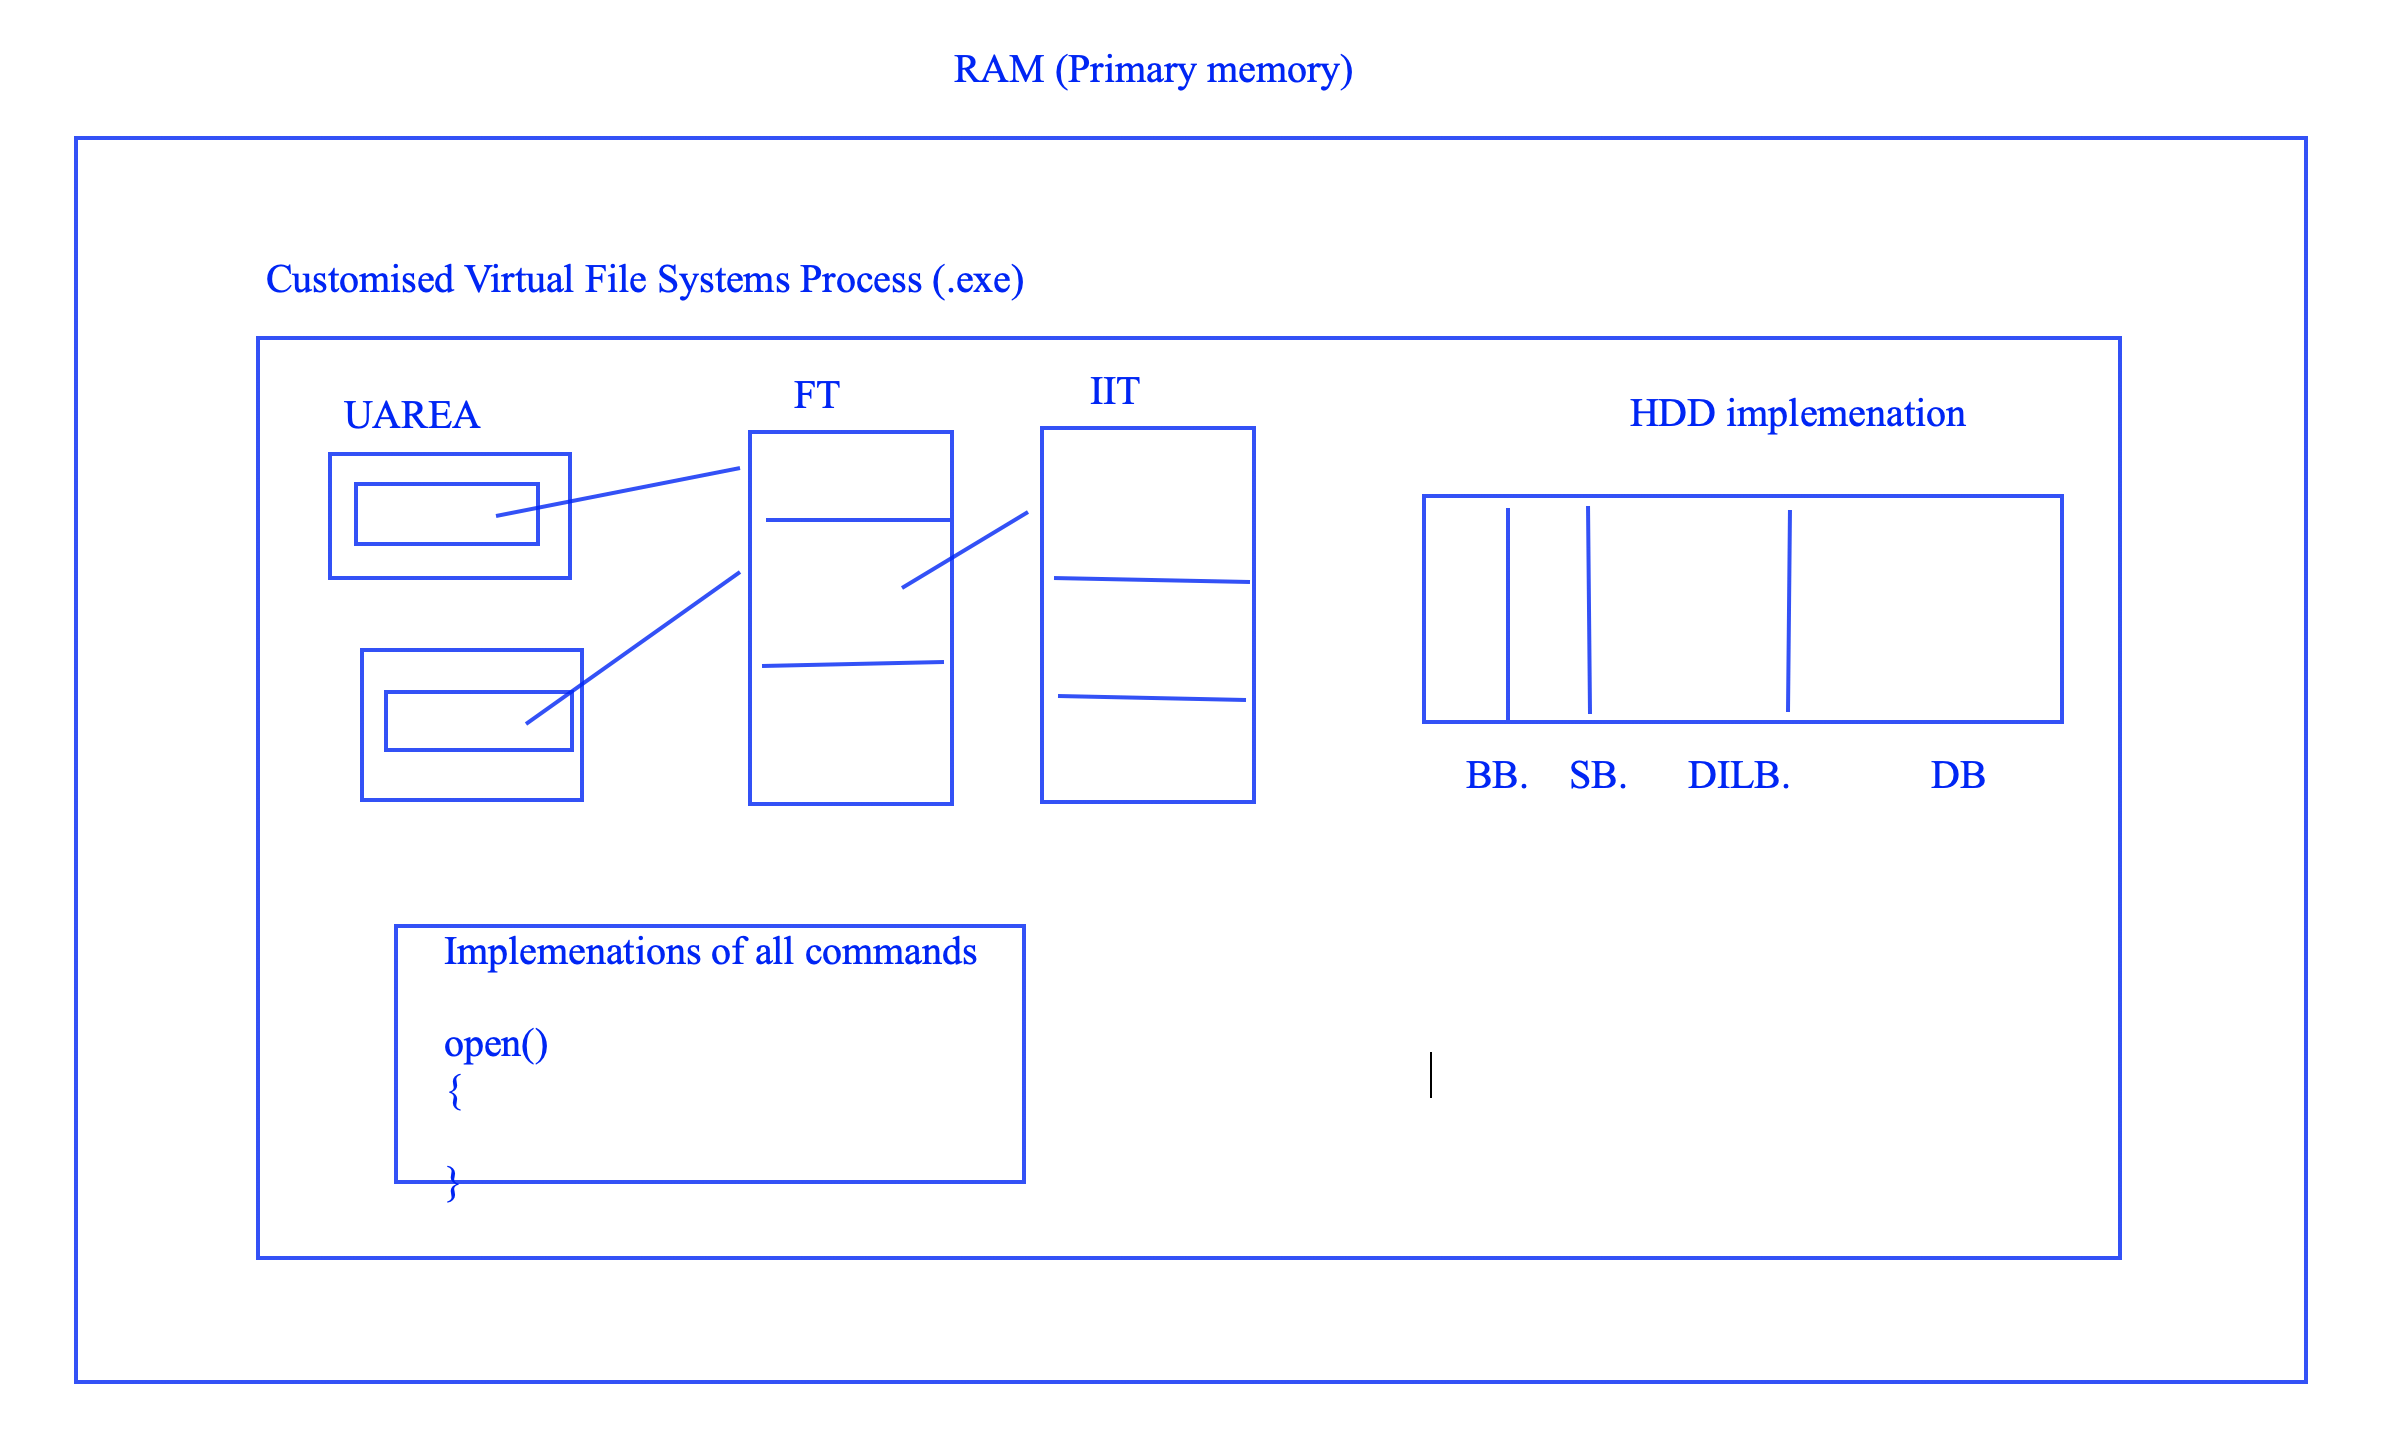 RAM (Primary memory)
Customised Virtual File Systems Process (.exe)
UAREA
FT
IIT
HDD implemenation
BB. SB. DILB. DB
Implemenations of all commands
open()
{
}